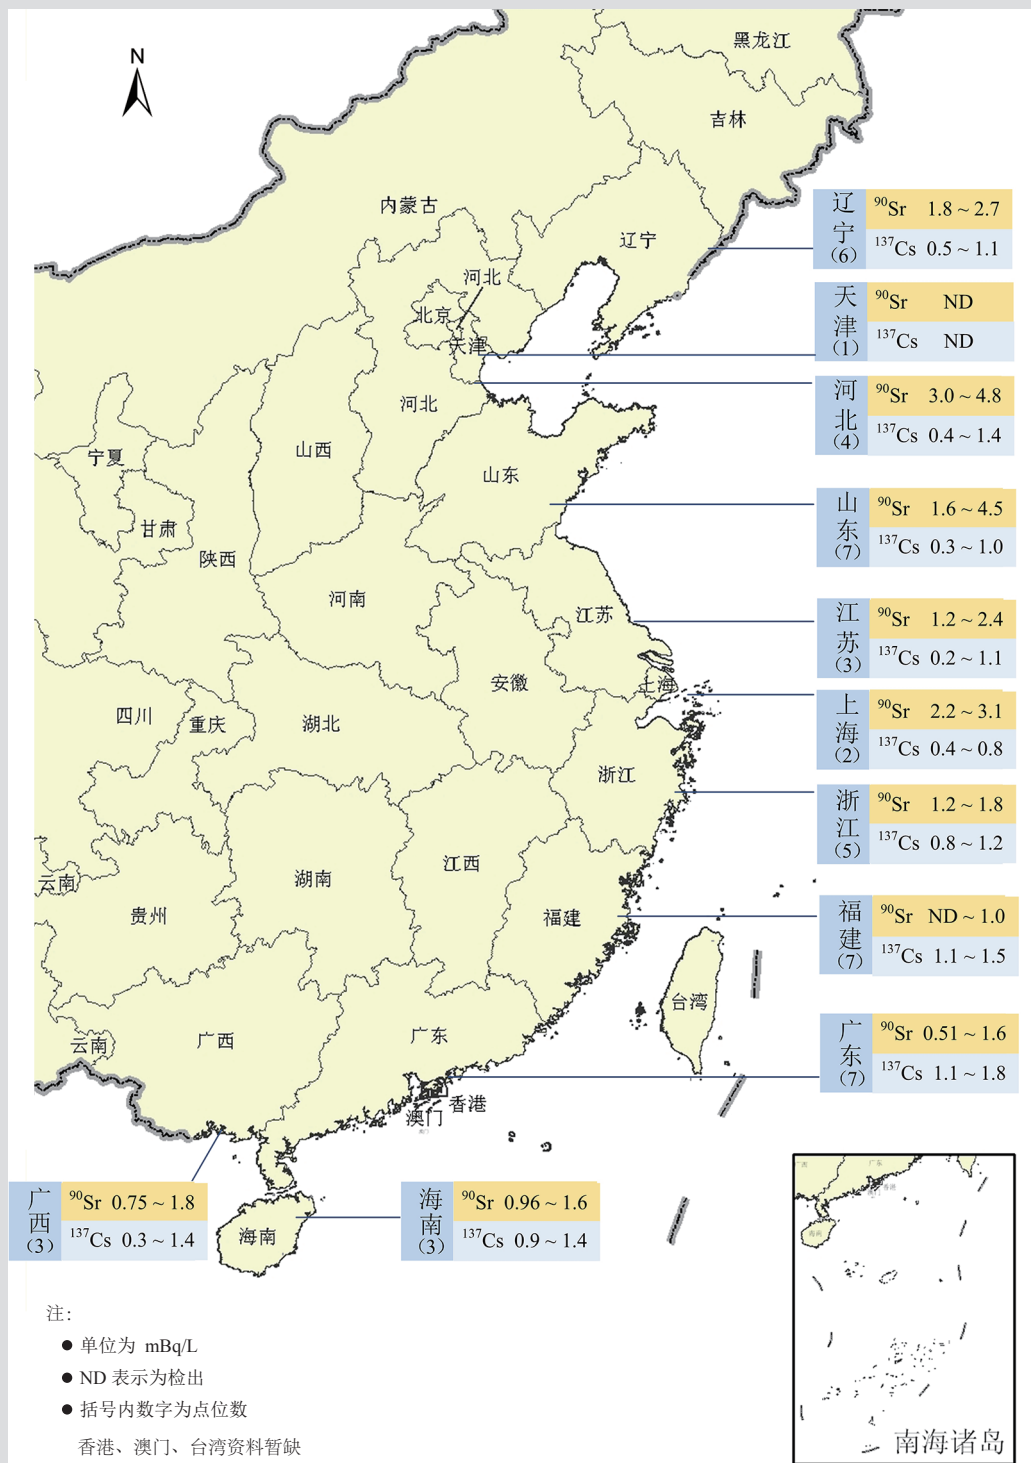 N
黑龙江
吉林
内蒙古
辽宁
河北
北京
天津
河北
山西
宁夏
山东
甘肃
陕西
河南
江苏
安徽
上海
四川
重庆
湖北
浙江
云南
湖南
江西
贵州
福建
台湾
广西
广东
云南
香港
澳门
海南
辽宁(6)
90Sr 1.8 ~ 2.7
137Cs 0.5 ~ 1.1
天津(1)
90Sr ND
137Cs ND
河北(4)
90Sr 3.0 ~ 4.8
137Cs 0.4 ~ 1.4
山东(7)
90Sr 1.6 ~ 4.5
137Cs 0.3 ~ 1.0
江苏(3)
90Sr 1.2 ~ 2.4
137Cs 0.2 ~ 1.1
上海(2)
90Sr 2.2 ~ 3.1
137Cs 0.4 ~ 0.8
浙江(5)
90Sr 1.2 ~ 1.8
137Cs 0.8 ~ 1.2
福建(7)
90Sr ND ~ 1.0
137Cs 1.1 ~ 1.5
广东(7)
90Sr 0.51 ~ 1.6
137Cs 1.1 ~ 1.8
广西(3)
90Sr 0.75 ~ 1.8
137Cs 0.3 ~ 1.4
海南(3)
90Sr 0.96 ~ 1.6
137Cs 0.9 ~ 1.4
注:
● 单位为 mBq/L
● ND 表示为检出
● 括号内数字为点位数
香港、澳门、台湾资料暂缺
广东
海南
南海诸岛